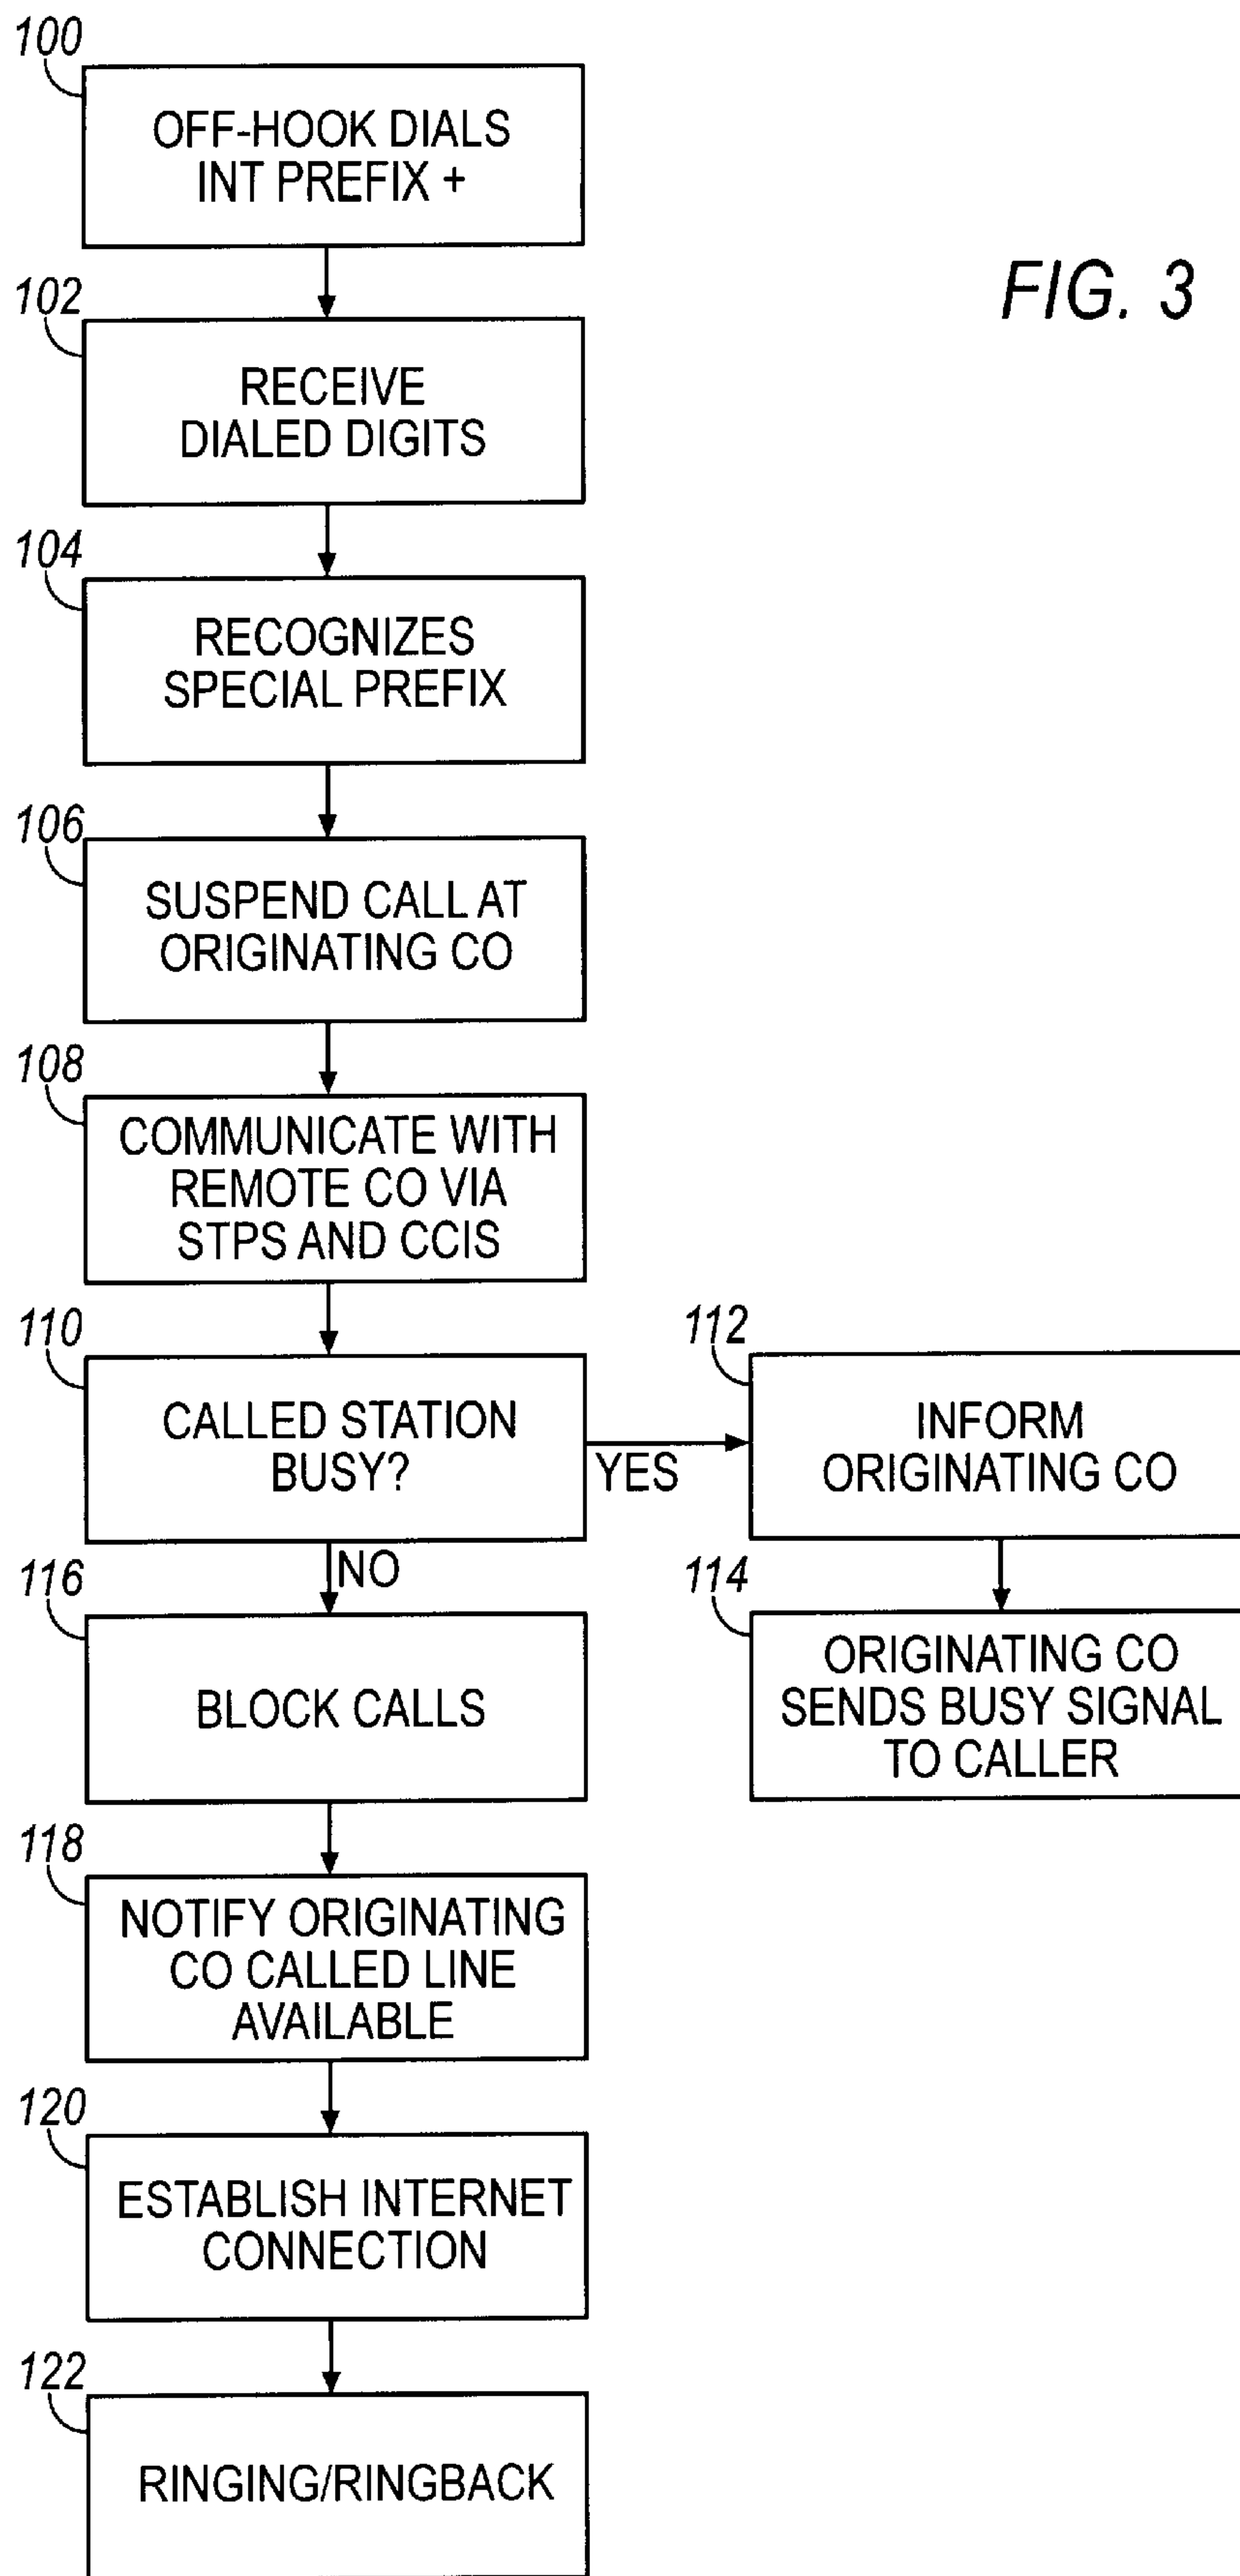 100
OFF-HOOK DIALS
INT PREFIX +
FIG. 3
102
RECEIVE
DIALED DIGITS
104
RECOGNIZES
SPECIAL PREFIX
106
SUSPEND CALL AT
ORIGINATING CO
108
COMMUNICATE WITH
REMOTE CO VIA
STPS AND CCIS
110
CALLED STATION
BUSY?
YES
112
INFORM
ORIGINATING CO
NO
114
ORIGINATING CO
SENDS BUSY SIGNAL
TO CALLER
116
BLOCK CALLS
118
NOTIFY ORIGINATING
CO CALLED LINE
AVAILABLE
120
ESTABLISH INTERNET
CONNECTION
122
RINGING/RINGBACK